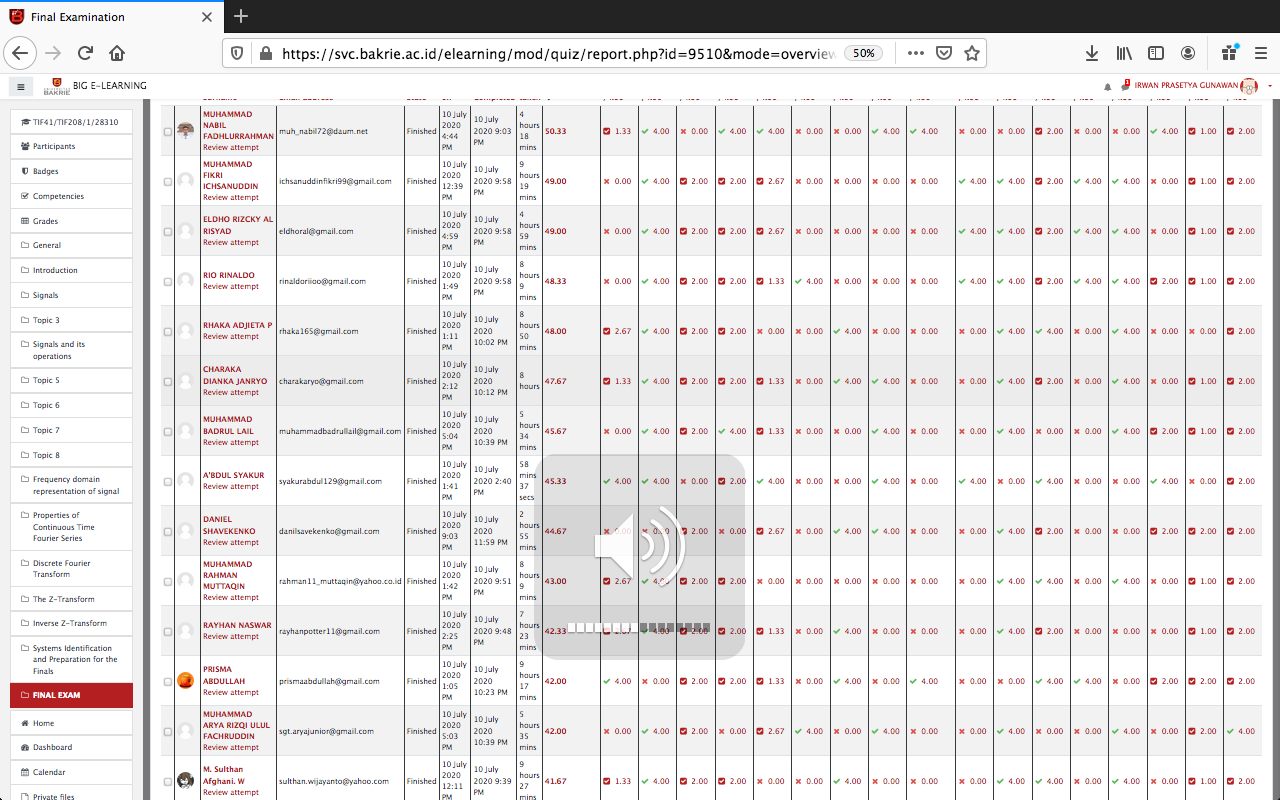 Final Examination
https://svc.bakrie.ac.id/elearning/mod/quiz/report.php?id=9510&mode=overview
50%
BAKRIE
BIG E-LEARNING
1
IRWAN PRASETYA GUNAWAN
TIF41/TIF208/1/28310
Participants
Badges
Competencies
Grades
General
Introduction
Signals
Topic 3
Signals and its
operations
Topic 5
Topic 6
Topic 7
Topic 8
Frequency domain
representation of signal
Properties of
Continuous Time
Fourier Series
Discrete Fourier
Transform
The Z-Transform
Inverse Z-Transform
Systems Identification
and Preparation for the
Finals
FINAL EXAM
Home
Dashboard
Calendar
Private files
MUHAMMAD
NABIL
FADHLURRAHMAN
Review attempt
muh_nabil72@daum.net
Finished
10 July
2020
4:44
PM
10 July
2020 9:03
PM
4
hours
18
mins
50.33
1.33 4.00 0.00 4.00 4.00 0.00 0.00 4.00 4.00 0.00 0.00 2.00 0.00 0.00 4.00 2.00 2.00
MUHAMMAD
FIKRI
ICHSANUDDIN
Review attempt
ichsanuddinfikri99@gmail.com
Finished
10 July
2020
12:39
PM
10 July
2020 9:58
PM
9
hours
19
mins
49.00
0.00 4.00 2.00 2.00 2.67 0.00 0.00 0.00 0.00 4.00 4.00 2.00 4.00 4.00 0.00 1.00 2.00
ELDHO RIZCKY AL
RISYAD
Review attempt
eldhoral@gmail.com
Finished
10 July
2020
4:59
PM
10 July
2020 9:58
PM
4
hours
59
mins
49.00
0.00 4.00 2.00 2.00 2.67 0.00 0.00 0.00 0.00 4.00 4.00 2.00 4.00 4.00 0.00 1.00 2.00
RIO RINALDO
Review attempt
rinaldoriioo@gmail.com
Finished
10 July
2020
1:49
PM
10 July
2020 9:58
PM
8
hours
9
mins
48.33
0.00 4.00 2.00 2.00 1.33 4.00 0.00 0.00 0.00 4.00 4.00 2.00 0.00 0.00 2.00 2.00 2.00
RHAKA ADJIETA P
Review attempt
rhaka165@gmail.com
Finished
10 July
2020
1:11
PM
10 July
2020
10:02 PM
8
hours
50
mins
48.00
2.67 4.00 2.00 2.00 0.00 0.00 4.00 0.00 0.00 0.00 4.00 4.00 4.00 4.00 0.00 0.00 2.00
CHARAKA
DIANKA JANRYO
Review attempt
charakaryo@gmail.com
Finished
10 July
2020
2:12
PM
10 July
2020
10:12 PM
8
hours
47.67
1.33 4.00 2.00 2.00 1.33 0.00 4.00 4.00 0.00 0.00 4.00 2.00 0.00 4.00 0.00 1.00 2.00
MUHAMMAD
BADRUL LAIL
Review attempt
muhammadbadrullail@gmail.com
Finished
10 July
2020
5:04
PM
10 July
2020
10:39 PM
5
hours
34
mins
45.67
0.00 4.00 2.00 4.00 1.33 0.00 0.00 4.00 0.00 0.00 4.00 0.00 0.00 4.00 2.00 1.00 2.00
A'BDUL SYAKUR
Review attempt
syakurabdul129@gmail.com
Finished
10 July
2020
1:41
PM
10 July
2020 2:40
PM
58
mins
37
secs
45.33
4.00 4.00 0.00 2.00 4.00 0.00 0.00 4.00 0.00 0.00 4.00 0.00 4.00 0.00 4.00 0.00 2.00
DANIEL
SHAVEKENKO
Review attempt
danilsavekenko@gmail.com
Finished
10 July
2020
9:03
PM
10 July
2020
11:59 PM
2
hours
55
mins
44.67
0.00 0.00 2.00 0.00 2.67 0.00 4.00 4.00 0.00 0.00 4.00 2.00 0.00 2.00 2.00 2.00 2.00
MUHAMMAD
RAHMAN
MUTTAQIN
Review attempt
rahman11_muttaqin@yahoo.co.id
Finished
10 July
2020
1:42
PM
10 July
2020 9:51
PM
8
hours
9
mins
43.00
2.67 4.00 2.00 2.00 0.00 0.00 0.00 0.00 0.00 4.00 4.00 0.00 0.00 4.00 0.00 1.00 2.00
RAYHAN NASWAR
Review attempt
rayhanpotter11@gmail.com
Finished
10 July
2020
2:25
PM
10 July
2020 9:48
PM
7
hours
23
mins
42.33
4.00 2.00 2.00 1.33 0.00 4.00 0.00 0.00 0.00 4.00 2.00 0.00 0.00 0.00 1.00 2.00
PRISMA
ABDULLAH
Review attempt
prismaabdullah@gmail.com
Finished
10 July
2020
1:05
PM
10 July
2020
10:23 PM
9
hours
17
mins
42.00
4.00 0.00 2.00 2.00 1.33 0.00 4.00 4.00 0.00 0.00 4.00 4.00 4.00 0.00 2.00 2.00 2.00
MUHAMMAD
ARYA RIZQI ULUL
FACHRUDDIN
Review attempt
sgt.aryajunior@gmail.com
Finished
10 July
2020
5:03
PM
10 July
2020
10:39 PM
5
hours
35
mins
42.00
0.00 4.00 2.00 0.00 2.67 4.00 0.00 0.00 0.00 0.00 0.00 2.00 0.00 0.00 2.00 2.00 4.00
M. Sulthan
Afghani. W
Review attempt
sulthan.wijayanto@yahoo.com
Finished
10 July
2020
12:11
PM
10 July
2020 9:39
PM
9
hours
27
mins
41.67
1.33 4.00 2.00 2.00 0.00 0.00 4.00 0.00 0.00 0.00 4.00 4.00 0.00 4.00 0.00 1.00 2.00